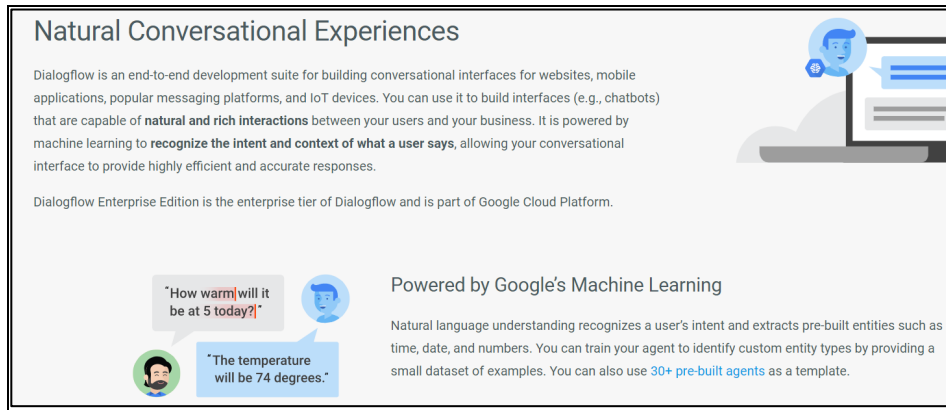 Natural Conversational Experiences
Dialogflow is an end-to-end development suite for building conversational interfaces for websites, mobile
applications, popular messaging platforms, and IoT devices. You can use it to build interfaces (e.g., chatbots)
that are capable of natural and rich interactions between your users and your business. It is powered by
machine learning to recognize the intent and context of what a user says, allowing your conversational
interface to provide highly efficient and accurate responses.
Dialogflow Enterprise Edition is the enterprise tier of Dialogflow and is part of Google Cloud Platform.
"How warm will it
be at 5 today?"
"The temperature
will be 74 degrees."
Powered by Google's Machine Learning
Natural language understanding recognizes a user's intent and extracts pre-built entities such as
time, date, and numbers. You can train your agent to identify custom entity types by providing a
small dataset of examples. You can also use 30+ pre-built agents as a template.